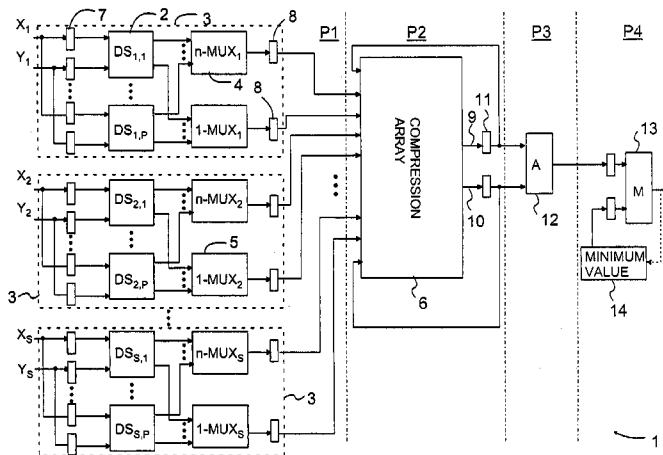 7 2 3 8 P1 P2 P3 P4
X1 DS1,1 n-MUX1
Y1 4 8 11 13
DS1,P 1-MUX1 9 A M
COMPRESSION ARRAY
X2 DS2,1 n-MUX2 10 12
Y2 5 MINIMUM VALUE
DS2,P 1-MUX2 14
3 6
XS DSS,1 n-MUXS
YS 3
DSS,P 1-MUXS 1